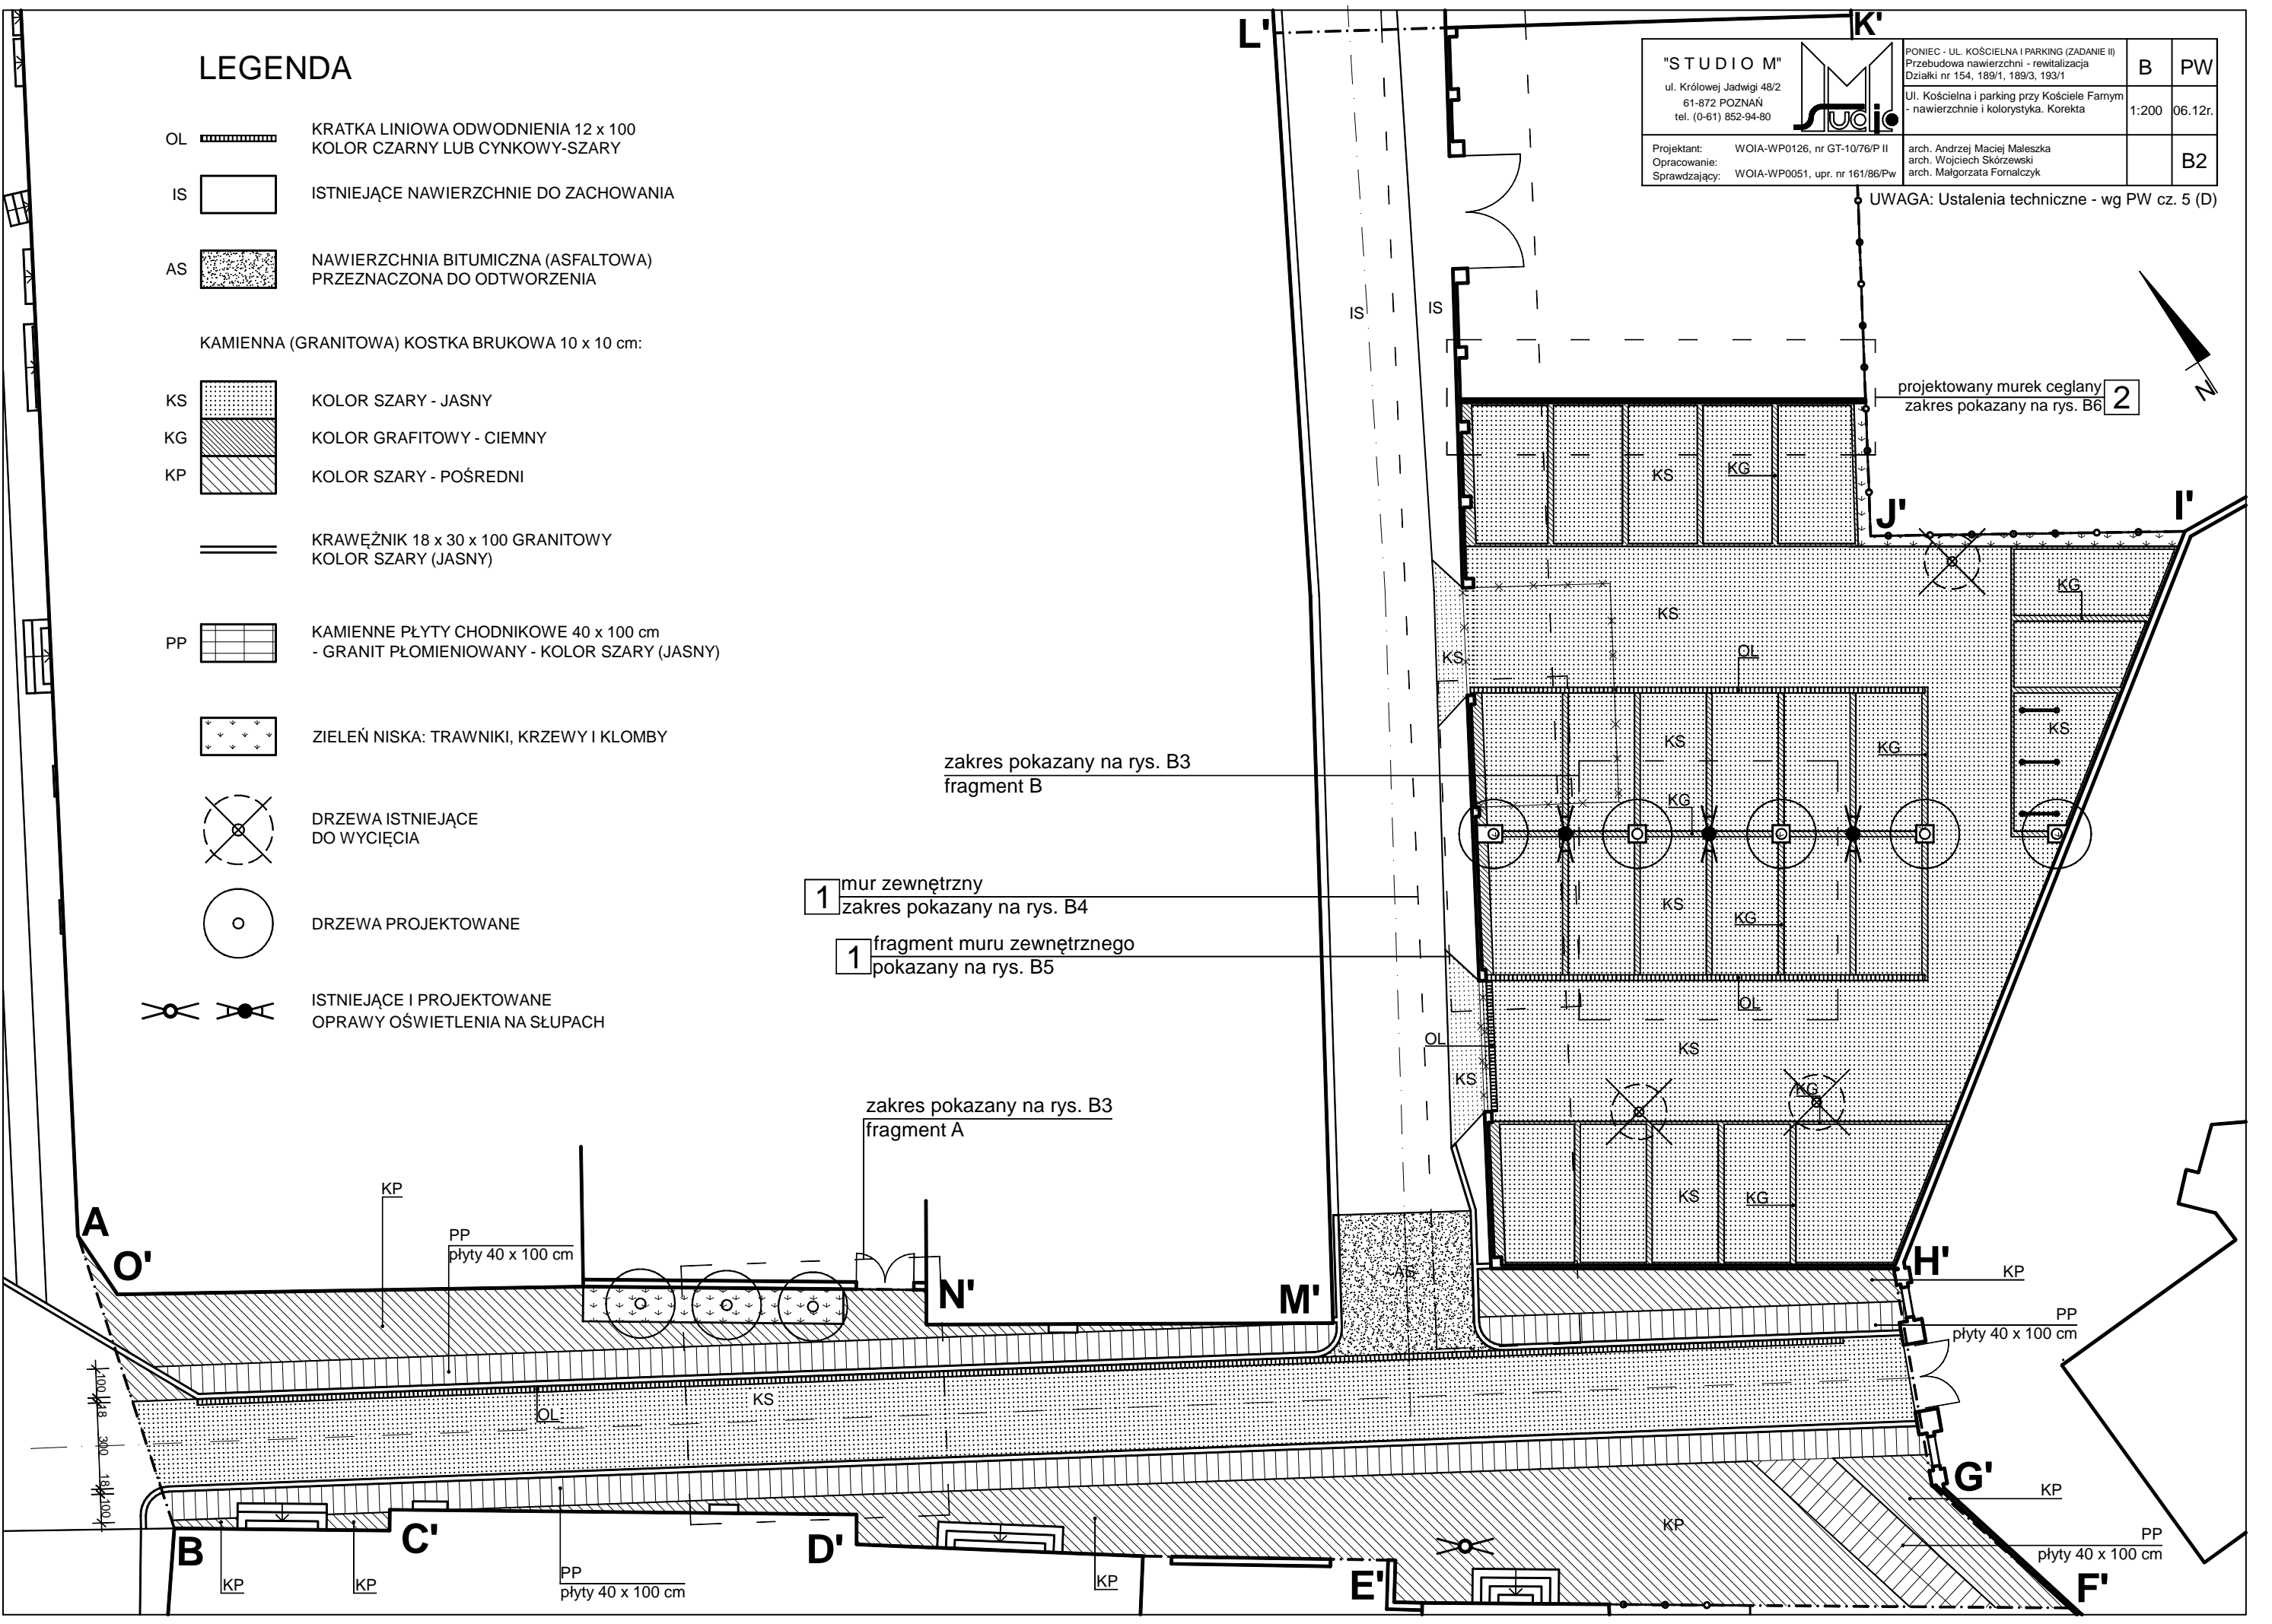 LEGENDA
OL
KRATKA LINIOWA ODWODNIENIA 12 x 100
KOLOR CZARNY LUB CYNKOWY-SZARY
IS
ISTNIEJĄCE NAWIERZCHNIE DO ZACHOWANIA
AS
NAWIERZCHNIA BITUMICZNA (ASFALTOWA)
PRZEZNACZONA DO ODTWORZENIA
KAMIENNA (GRANITOWA) KOSTKA BRUKOWA 10 x 10 cm:
KS
KOLOR SZARY - JASNY
KG
KOLOR GRAFITOWY - CIEMNY
KP
KOLOR SZARY - POŚREDNI
KRAWĘŻNIK 18 x 30 x 100 GRANITOWY
KOLOR SZARY (JASNY)
PP
KAMIENNE PŁYTY CHODNIKOWE 40 x 100 cm
- GRANIT PŁOMIENIOWANY - KOLOR SZARY (JASNY)
ZIELEŃ NISKA: TRAWNIKI, KRZEWY I KLOMBY
DRZEWA ISTNIEJĄCE
DO WYCIĘCIA
DRZEWA PROJEKTOWANE
ISTNIEJĄCE I PROJEKTOWANE
OPRAWY OŚWIETLENIA NA SŁUPACH
L'
K'
"STUDIO M"
ul. Królowej Jadwigi 48/2
61-872 POZNAŃ
tel. (0-61) 852-94-80
Studio
PONIEC - UL. KOŚCIELNA I PARKING (ZADANIE II)
Przebudowa nawierzchni - rewitalizacja
Działki nr 154, 189/1, 189/3, 193/1
B
PW
Ul. Kościelna i parking przy Kościele Farnym
- nawierzchnie i kolorystyka. Korekta
1:200
06.12r.
Projektant: WOIA-WP0126, nr GT-10/76/P II
Opracowanie:
Sprawdzający: WOIA-WP0051, upr. nr 161/86/Pw
arch. Andrzej Maciej Maleszka
arch. Wojciech Skórzewski
arch. Małgorzata Fornalczyk
B2
UWAGA: Ustalenia techniczne - wg PW cz. 5 (D)
N
IS
IS
projektowany murek ceglany
zakres pokazany na rys. B6
2
KS
KG
J'
I'
KG
KS
OL
KS
KS
KS
KG
KG
zakres pokazany na rys. B3
fragment B
1
mur zewnętrzny
zakres pokazany na rys. B4
KS
KG
1
fragment muru zewnętrznego
pokazany na rys. B5
OL
OL
KS
KS
KG
zakres pokazany na rys. B3
fragment A
KS
KG
KP
A
O'
PP
płyty 40 x 100 cm
N'
M'
AS
H'
KP
PP
płyty 40 x 100 cm
100
18
300
18
100
OL
KS
G'
KP
KP
PP
płyty 40 x 100 cm
B
C'
D'
E'
F'
KP
KP
PP
płyty 40 x 100 cm
KP